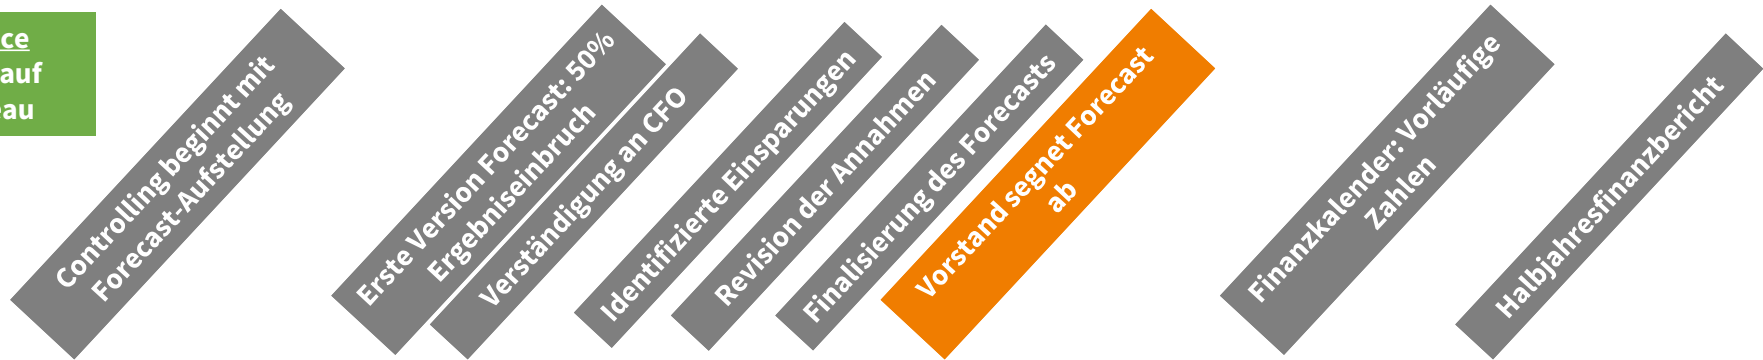 ce
auf
eau
Controlling beginnt mit
Forecast-Aufstellung
Erste Version Forecast: 50%
Ergebniseinbruch
Verständigung an CFO
Identifizierte Einsparungen
Revision der Annahmen
Finalisierung des Forecasts
Vorstand segnet Forecast
ab
Finanzkalender: Vorläufige
Zahlen
Halbjahresfinanzbericht